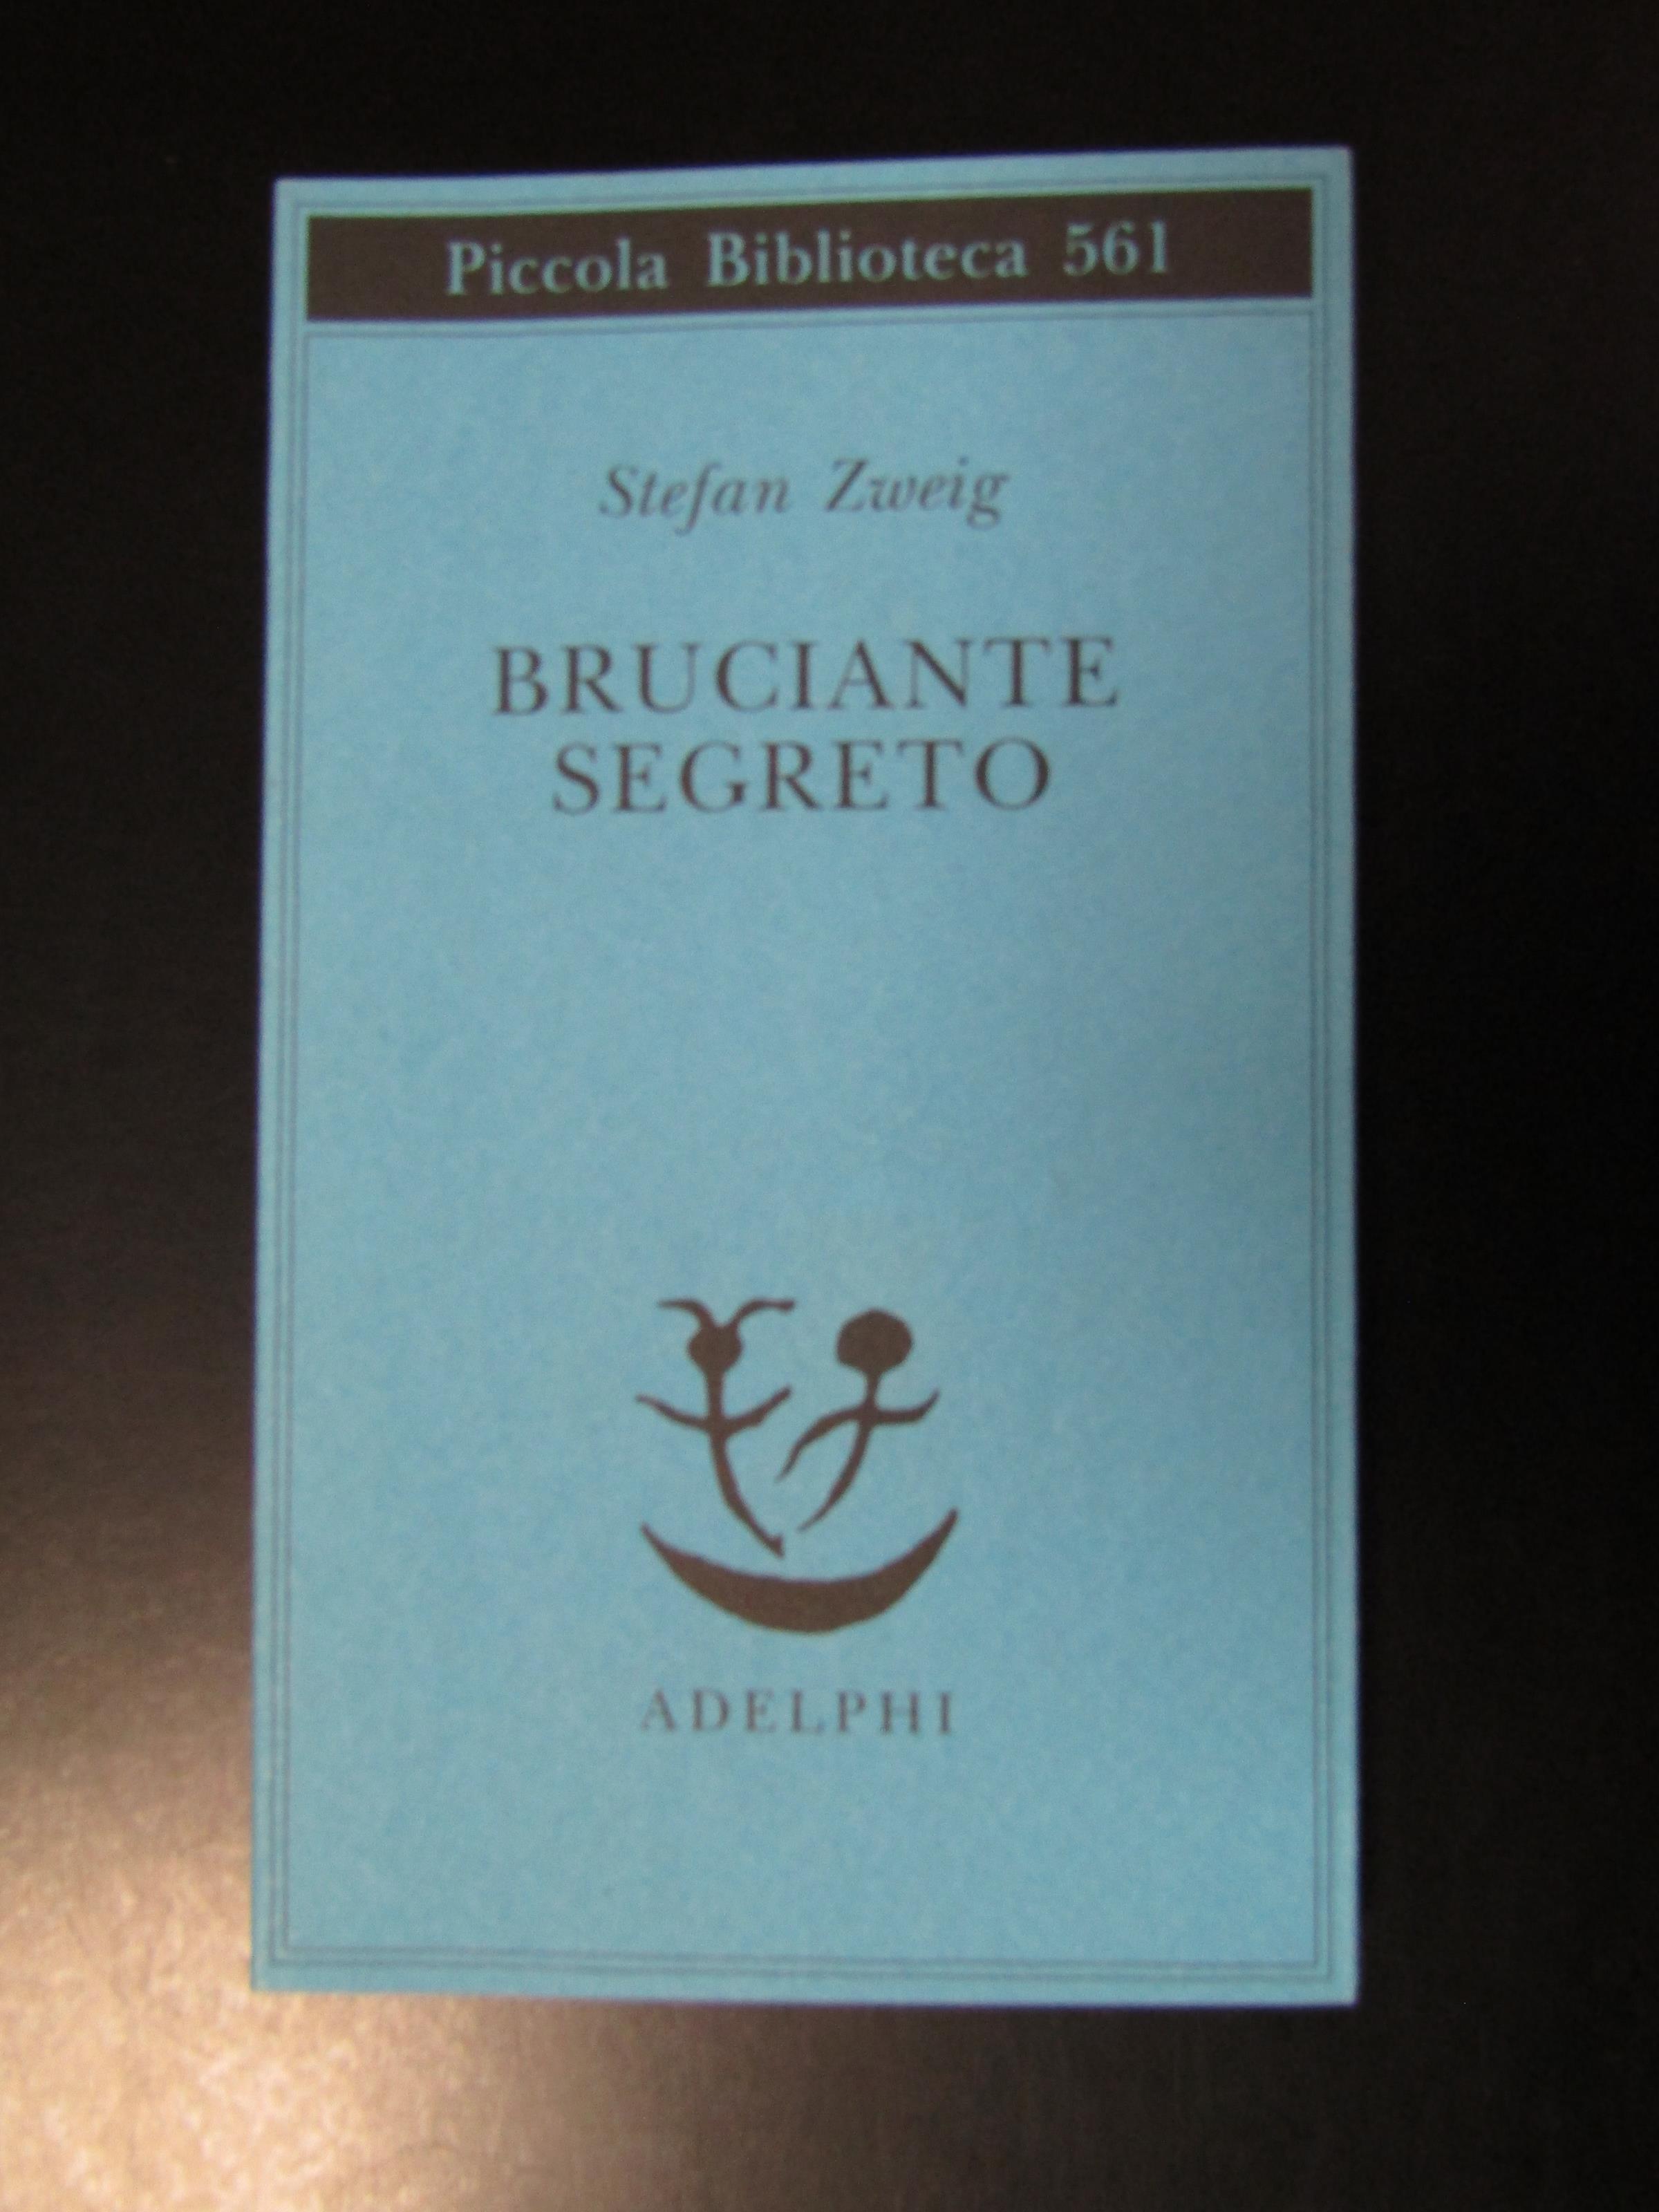 Piccola Biblioteca 561
Stefan Zweig
BRUCIANTE
SEGRETO
ADELPHI